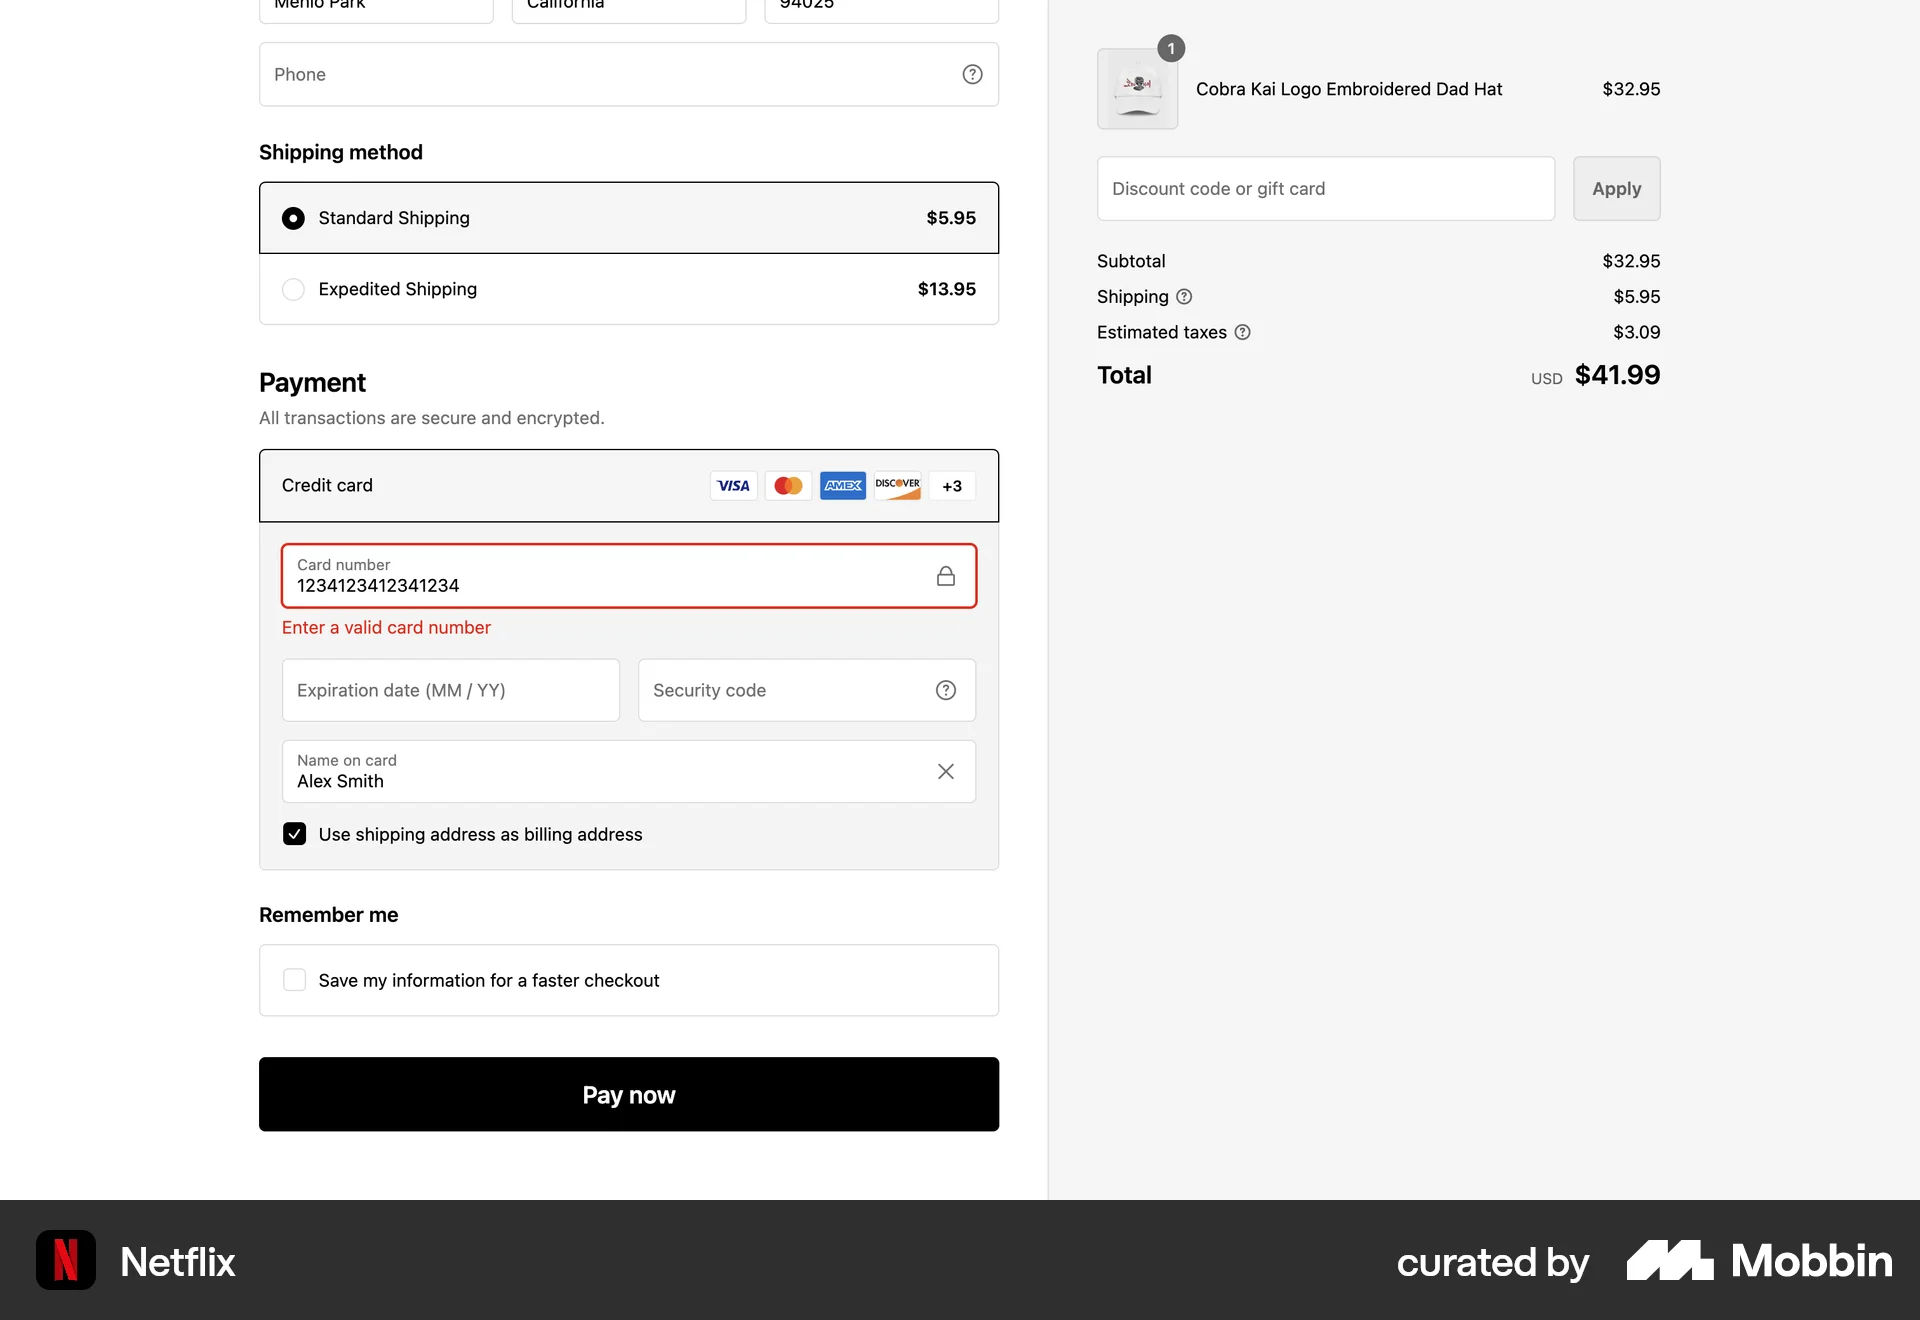 Menlo Park
California
94025
Phone
Shipping method
Standard Shipping
$5.95
Expedited Shipping
$13.95
Payment
All transactions are secure and encrypted.
Credit card
VISA
AMEX
DISCOVER
+3
Card number
1234123412341234
Enter a valid card number
Expiration date (MM / YY)
Security code
Name on card
Alex Smith
Use shipping address as billing address
Remember me
Save my information for a faster checkout
Pay now
1
Cobra Kai Logo Embroidered Dad Hat
$32.95
Discount code or gift card
Apply
Subtotal
$32.95
Shipping
$5.95
Estimated taxes
$3.09
Total
USD $41.99
Netflix
curated by
Mobbin